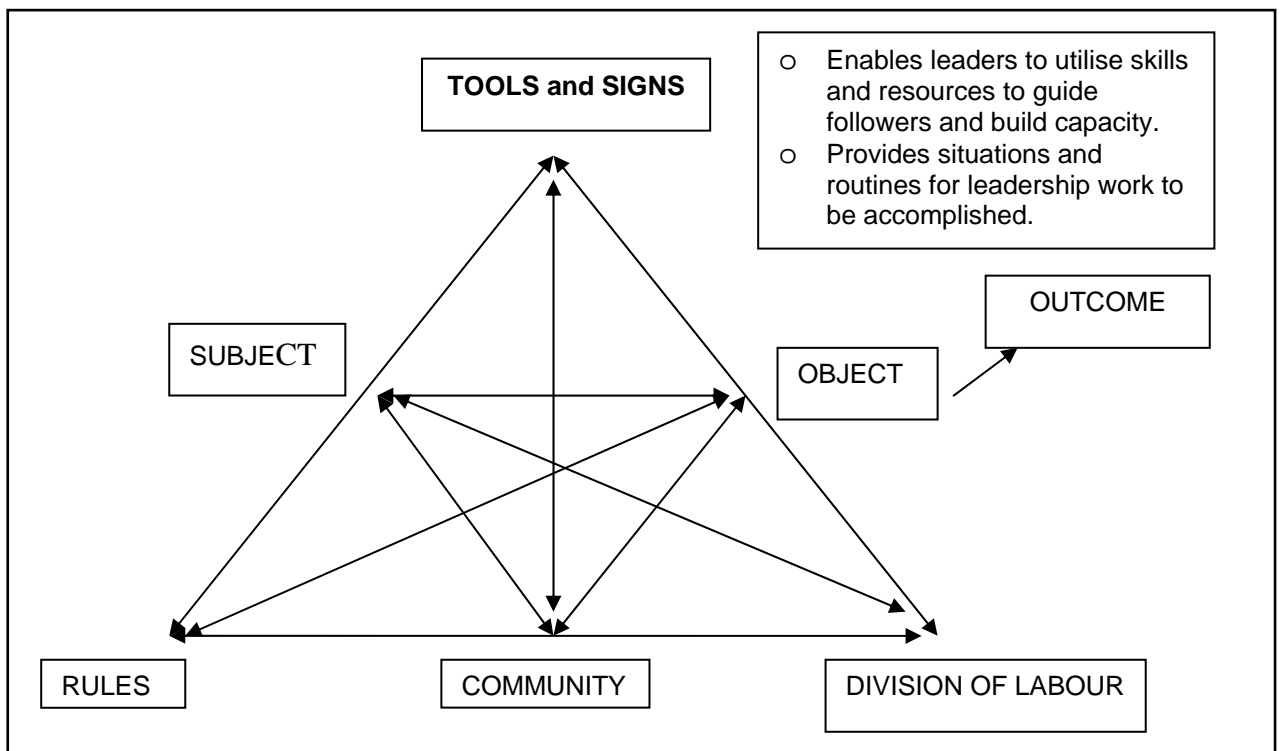 TOOLS and SIGNS
o Enables leaders to utilise skills
and resources to guide
followers and build capacity.
o Provides situations and
routines for leadership work to
be accomplished.
OUTCOME
SUBJECT
OBJECT
RULES
COMMUNITY
DIVISION OF LABOUR